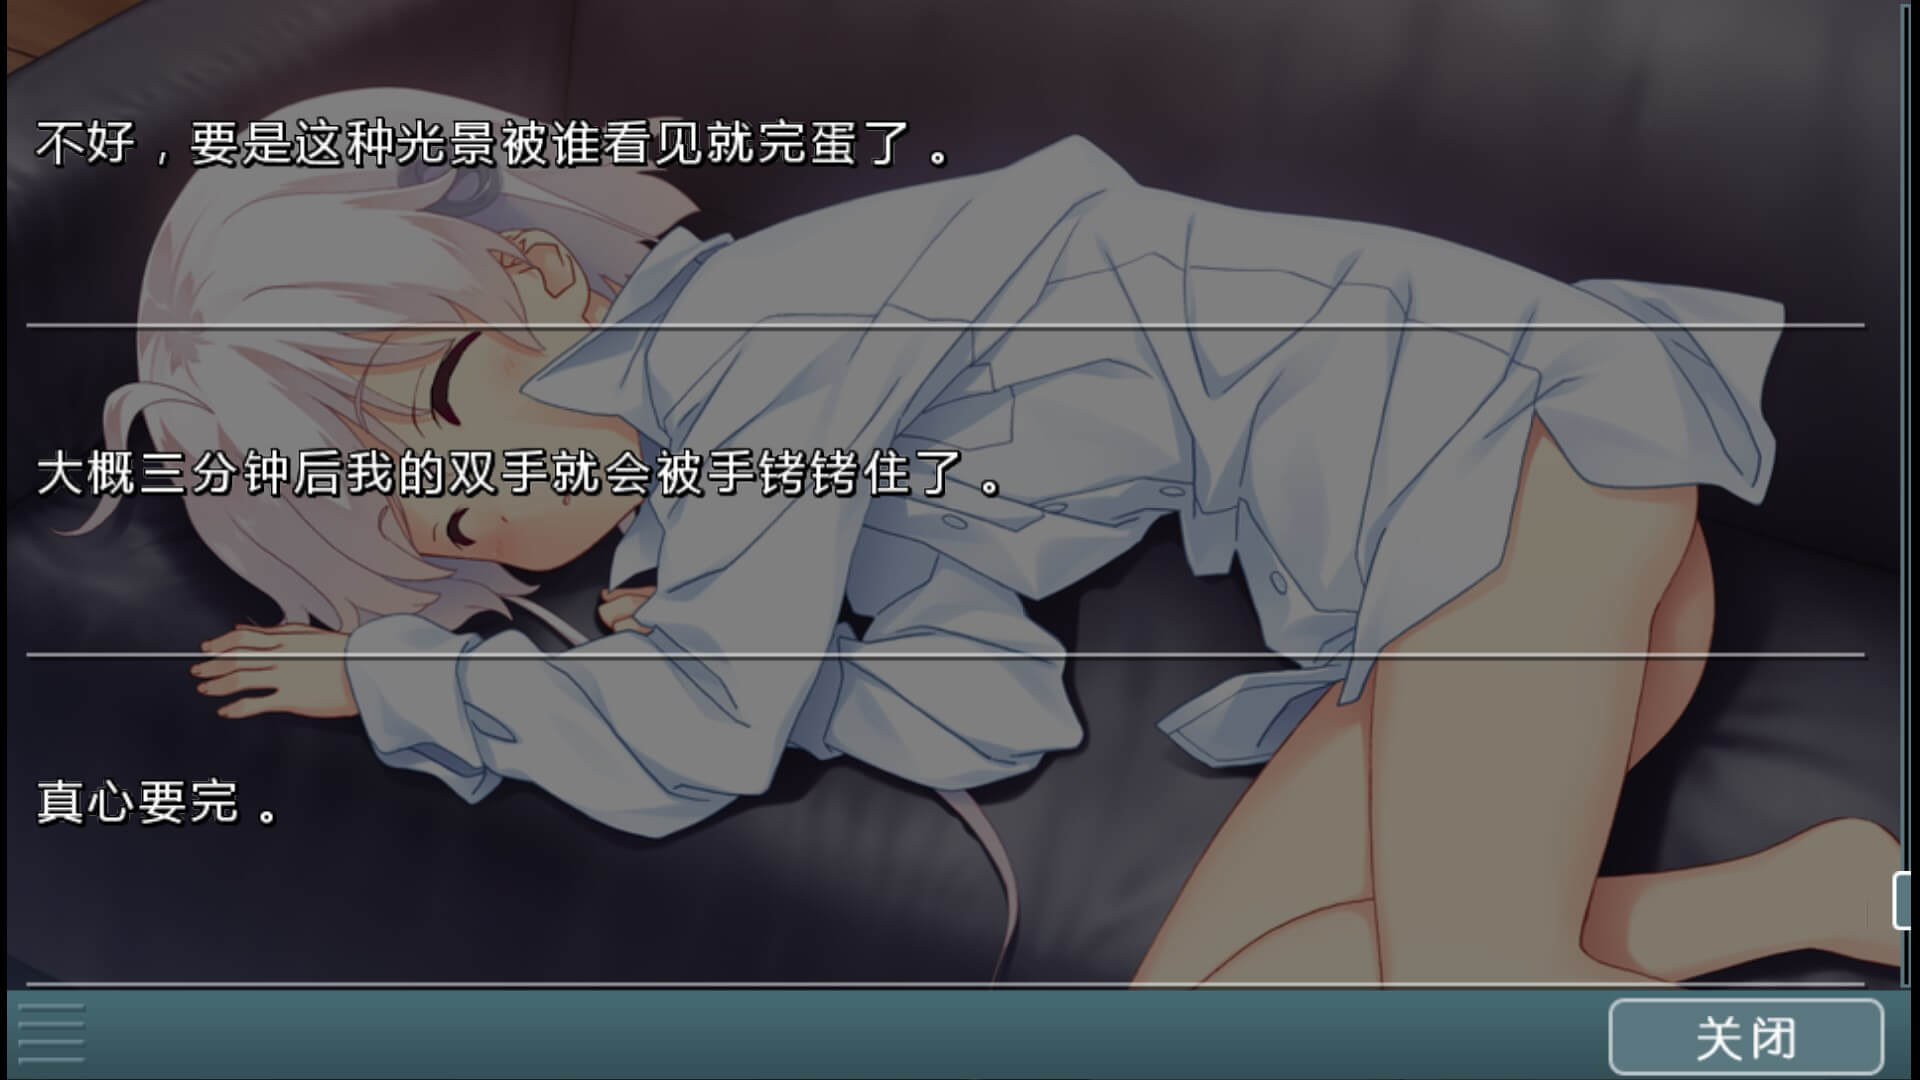 不好，要是这种光景被谁看见就完蛋了。
大概三分钟后我的双手就会被手铐铐住了。
真心要完。
关闭